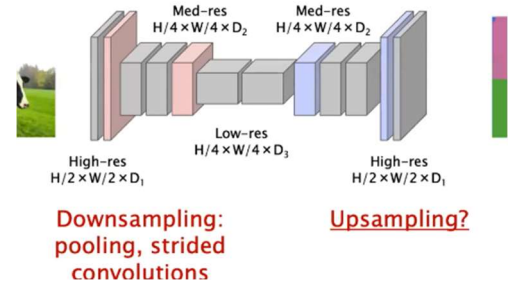 Med-res
H/4 × W/4 × D₂
Med-res
H/4 × W/4 × D₂
Low-res
H/4 × W/4 × D₃
High-res
H/2 × W/2 × D₁
High-res
H/2 × W/2 × D₁
Downsampling:
pooling, strided
convolutions
Upsampling?